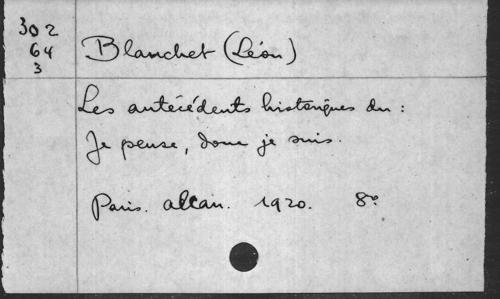 302
64
3
Blanchet (Léon)
Les antécédents historiques du :
Je pense, donc je suis.
Paris. Alcan. 1920. 8°